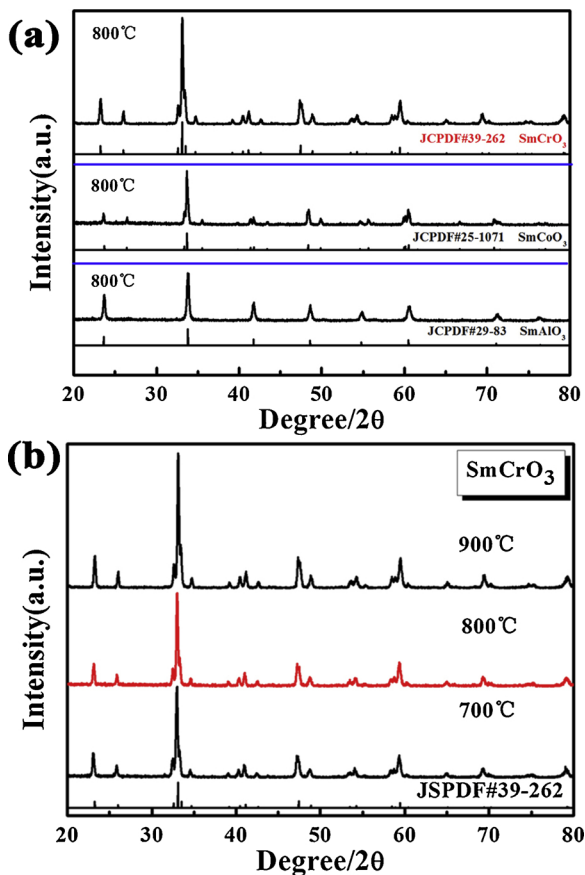 (a)
800℃
JCPDF#39-262 SmCrO₃
800℃
JCPDF#25-1071 SmCoO₃
800℃
JCPDF#29-83 SmAlO₃
Intensity(a.u.)
20 30 40 50 60 70 80
Degree/2θ
(b)
SmCrO₃
900℃
800℃
700℃
JSPDF#39-262
Intensity(a.u.)
20 30 40 50 60 70 80
Degree/2θ